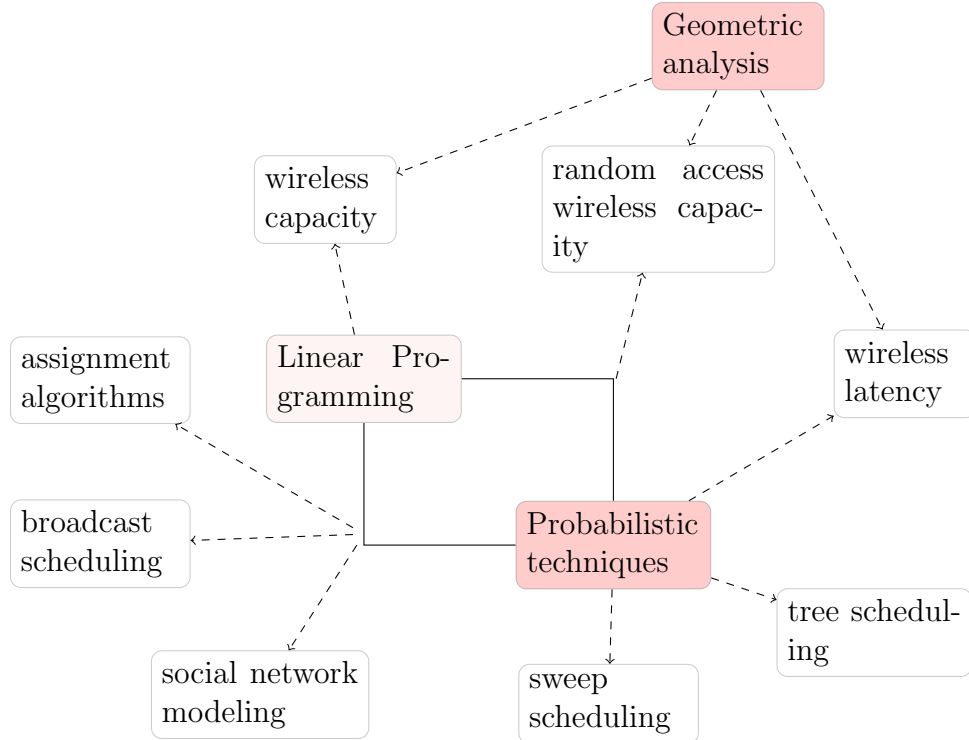 Geometric
analysis
wireless
capacity
random access
wireless capac-
ity
Linear Pro-
gramming
assignment
algorithms
wireless
latency
broadcast
scheduling
Probabilistic
techniques
tree schedul-
ing
social network
modeling
sweep
scheduling